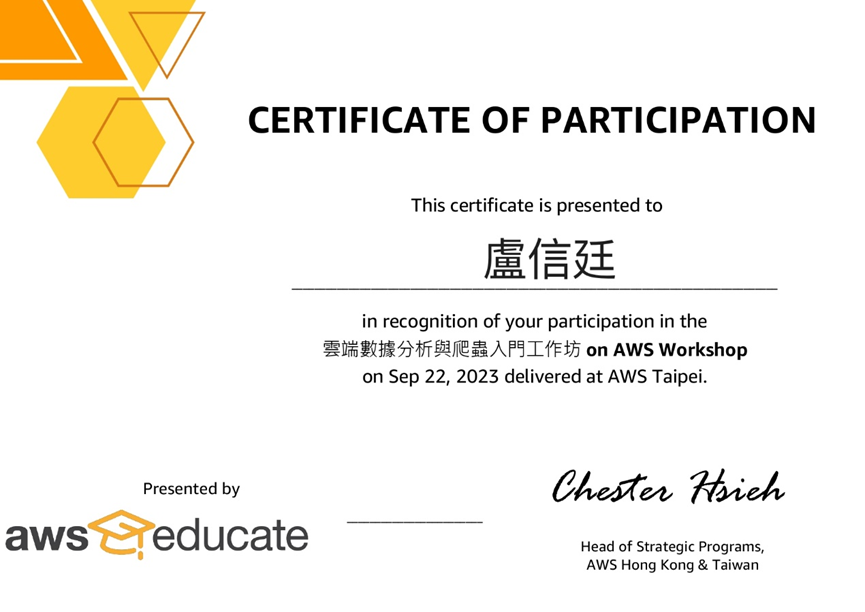 CERTIFICATE OF PARTICIPATION
This certificate is presented to
盧信廷
in recognition of your participation in the
雲端數據分析與爬蟲入門工作坊 on AWS Workshop
on Sep 22, 2023 delivered at AWS Taipei.
Presented by
aws educate
Chester Hsieh
Head of Strategic Programs,
AWS Hong Kong & Taiwan